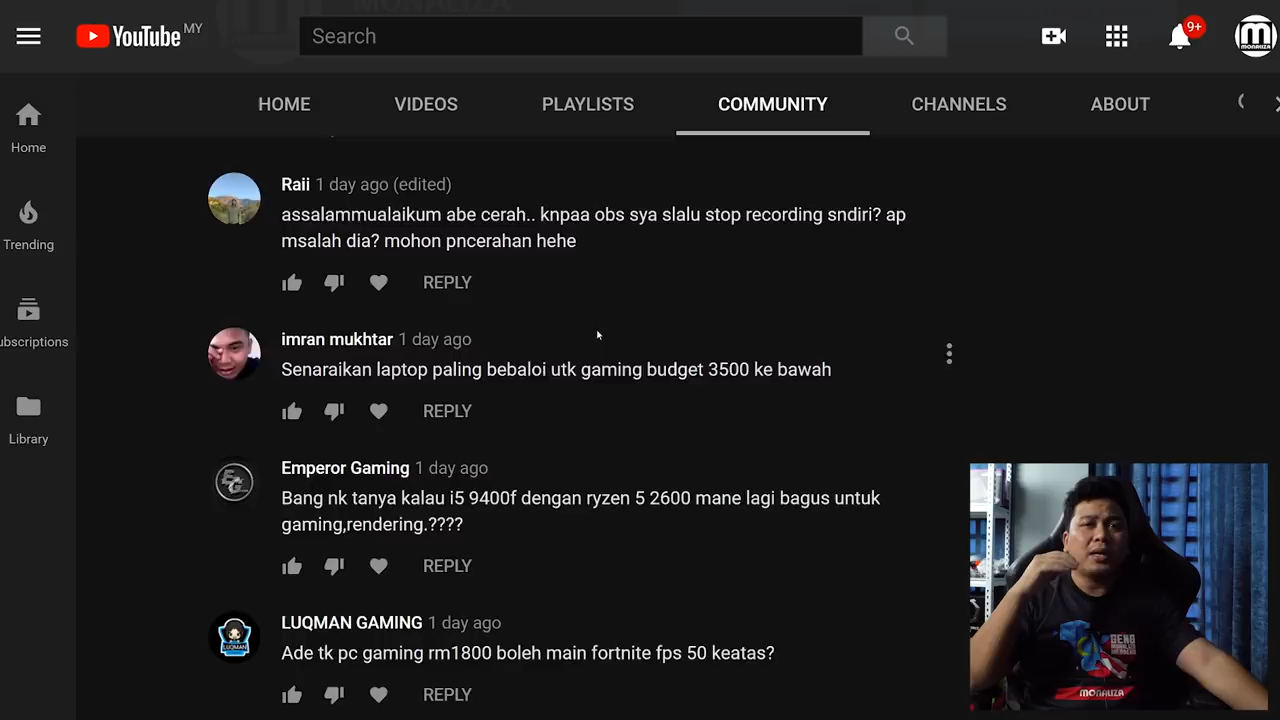 MONALIZA
YouTube MY
Search
9+
HOME
VIDEOS
PLAYLISTS
COMMUNITY
CHANNELS
ABOUT
Home
Trending
ubscriptions
Library
Raii 1 day ago (edited)
assalammualaikum abe cerah.. knpaa obs sya slalu stop recording sndiri? ap
msalah dia? mohon pncerahan hehe
REPLY
imran mukhtar 1 day ago
Senaraikan laptop paling bebaloi utk gaming budget 3500 ke bawah
REPLY
Emperor Gaming 1 day ago
Bang nk tanya kalau i5 9400f dengan ryzen 5 2600 mane lagi bagus untuk
gaming,rendering.????
REPLY
LUQMAN GAMING 1 day ago
Ade tk pc gaming rm1800 boleh main fortnite fps 50 keatas?
REPLY
LUQMAN
GENG
MONALIZA
MONALIZA